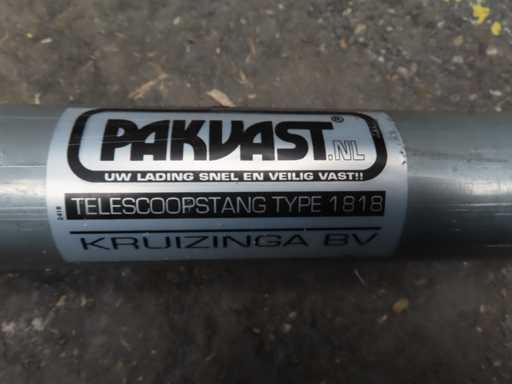 PAKVAST®.NL
UW LADING SNEL EN VEILIG VAST!!
TELESCOOPSTANG TYPE 1818
KRUIZINGA BV